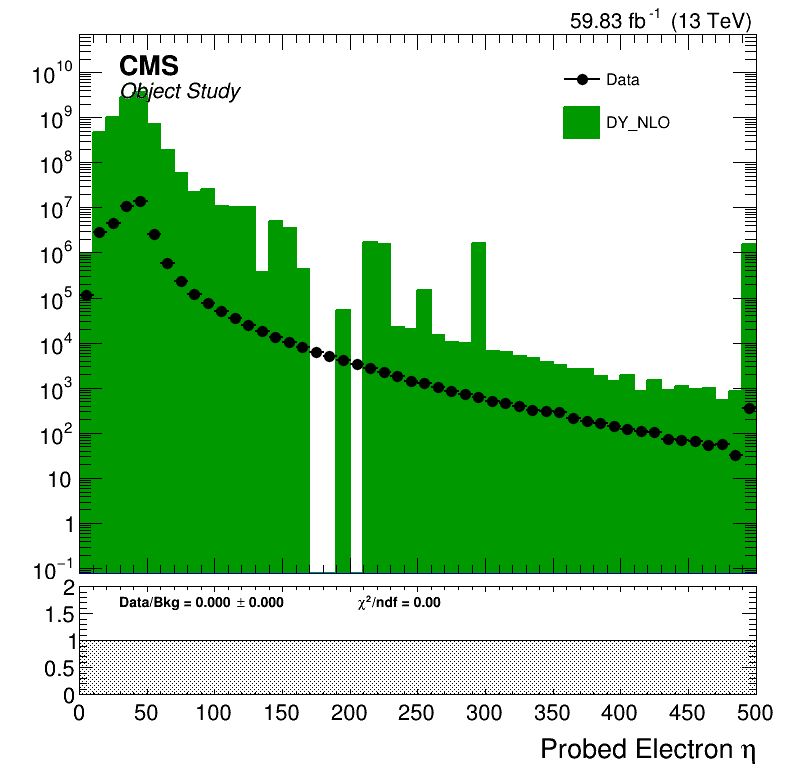 59.83 fb⁻¹ (13 TeV)
CMS
Object Study
Data
DY_NLO
10¹⁰
10⁹
10⁸
10⁷
10⁶
10⁵
10⁴
10³
10²
10
1
10⁻¹
2
1.5
1
0.5
0
Data/Bkg = 0.000 ± 0.000
χ²/ndf = 0.00
0 50 100 150 200 250 300 350 400 450 500
Probed Electron η